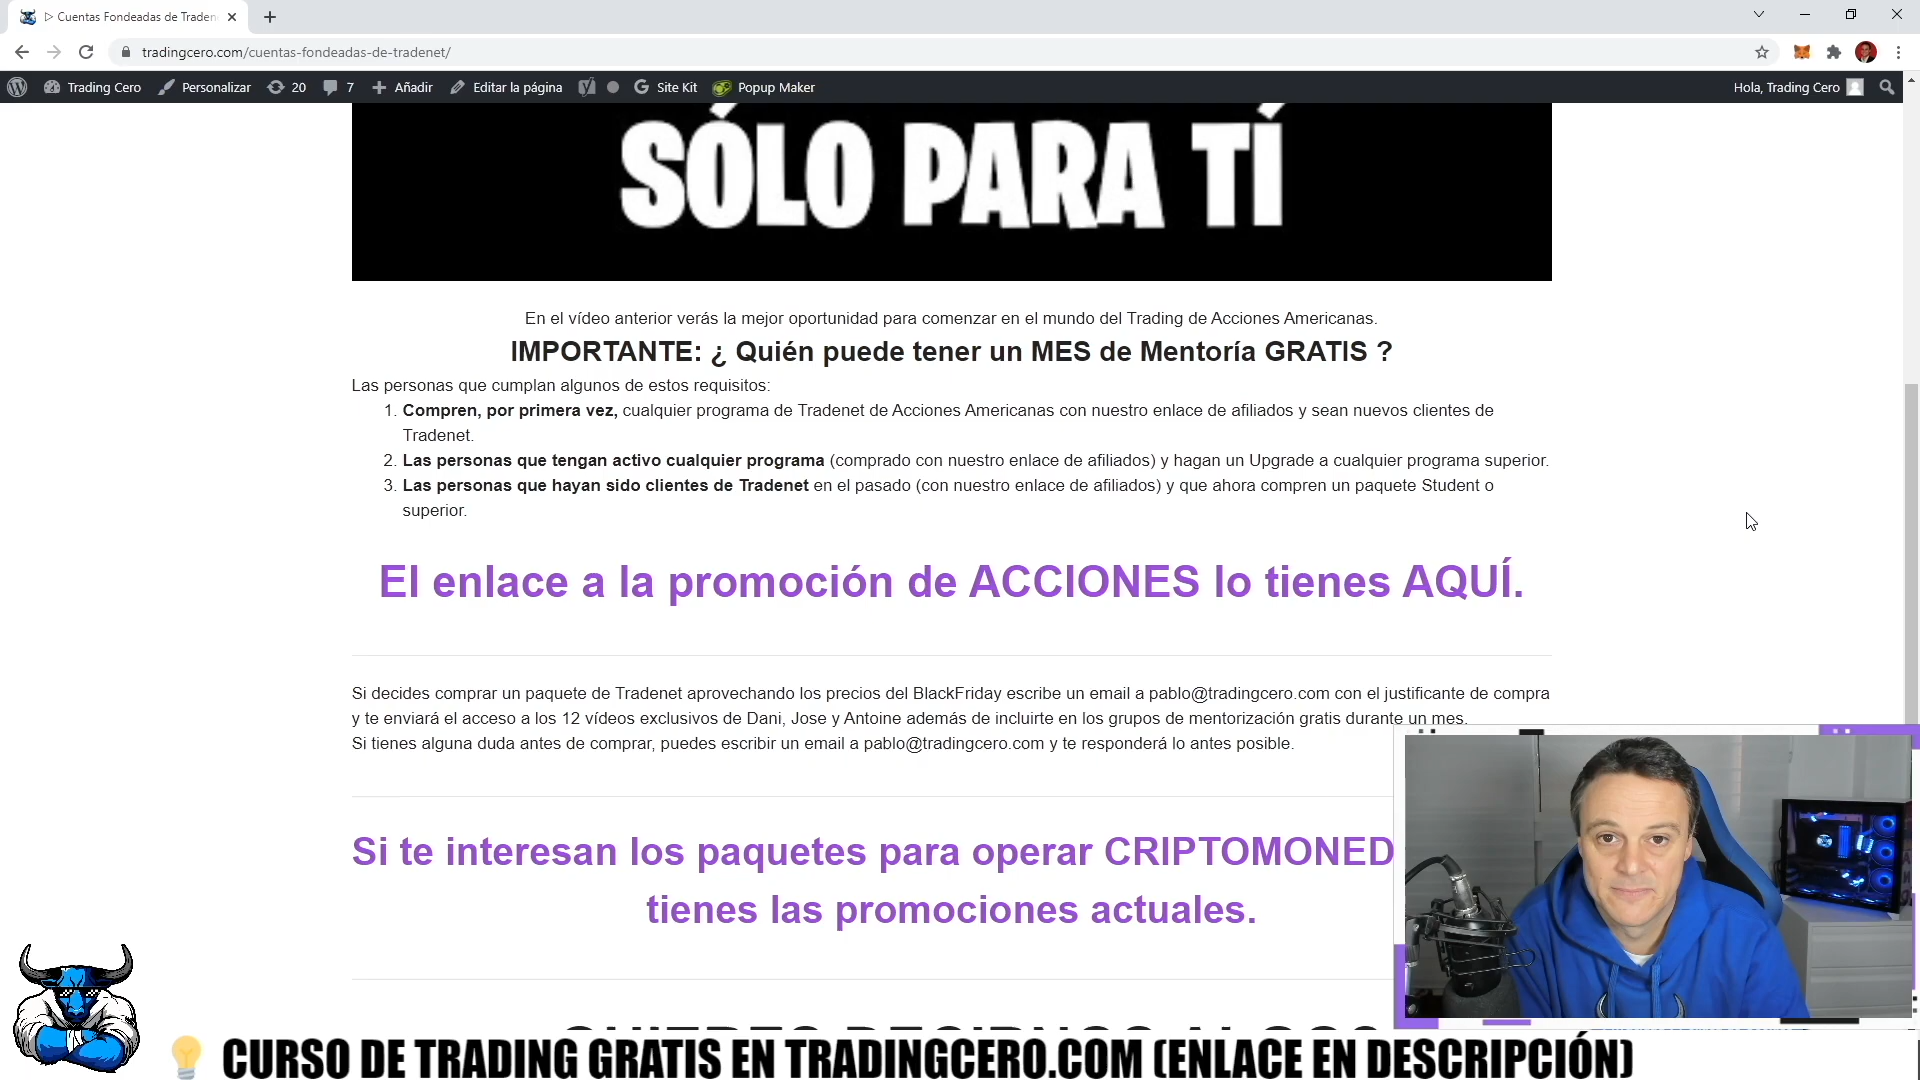 ▷ Cuentas Fondeadas de Traden
tradingcero.com/cuentas-fondeadas-de-tradenet/
Trading Cero Personalizar 20 7 Añadir Editar la página Site Kit Popup Maker Hola, Trading Cero
SÓLO PARA TÍ
En el vídeo anterior verás la mejor oportunidad para comenzar en el mundo del Trading de Acciones Americanas.
IMPORTANTE: ¿ Quién puede tener un MES de Mentoría GRATIS ?
Las personas que cumplan algunos de estos requisitos:
1. Compren, por primera vez, cualquier programa de Tradenet de Acciones Americanas con nuestro enlace de afiliados y sean nuevos clientes de
Tradenet.
2. Las personas que tengan activo cualquier programa (comprado con nuestro enlace de afiliados) y hagan un Upgrade a cualquier programa superior.
3. Las personas que hayan sido clientes de Tradenet en el pasado (con nuestro enlace de afiliados) y que ahora compren un paquete Student o
superior.
El enlace a la promoción de ACCIONES lo tienes AQUÍ.
Si decides comprar un paquete de Tradenet aprovechando los precios del BlackFriday escribe un email a pablo@tradingcero.com con el justificante de compra
y te enviará el acceso a los 12 vídeos exclusivos de Dani, Jose y Antoine además de incluirte en los grupos de mentorización gratis durante un mes.
Si tienes alguna duda antes de comprar, puedes escribir un email a pablo@tradingcero.com y te responderá lo antes posible.
Si te interesan los paquetes para operar CRIPTOMONED
tienes las promociones actuales.
CURSO DE TRADING GRATIS EN TRADINGCERO.COM (ENLACE EN DESCRIPCIÓN)